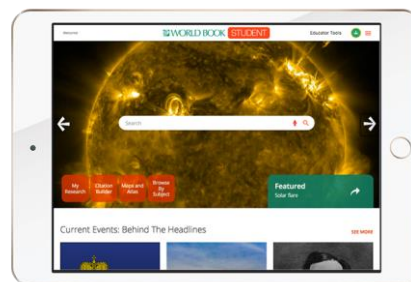 Welcome!
WORLD BOOK STUDENT
Educator Tools
Search
My
Research
Citation
Builder
Maps and
Atlas
Browse
By
Subject
Featured
Solar flare
Current Events: Behind The Headlines
SEE MORE